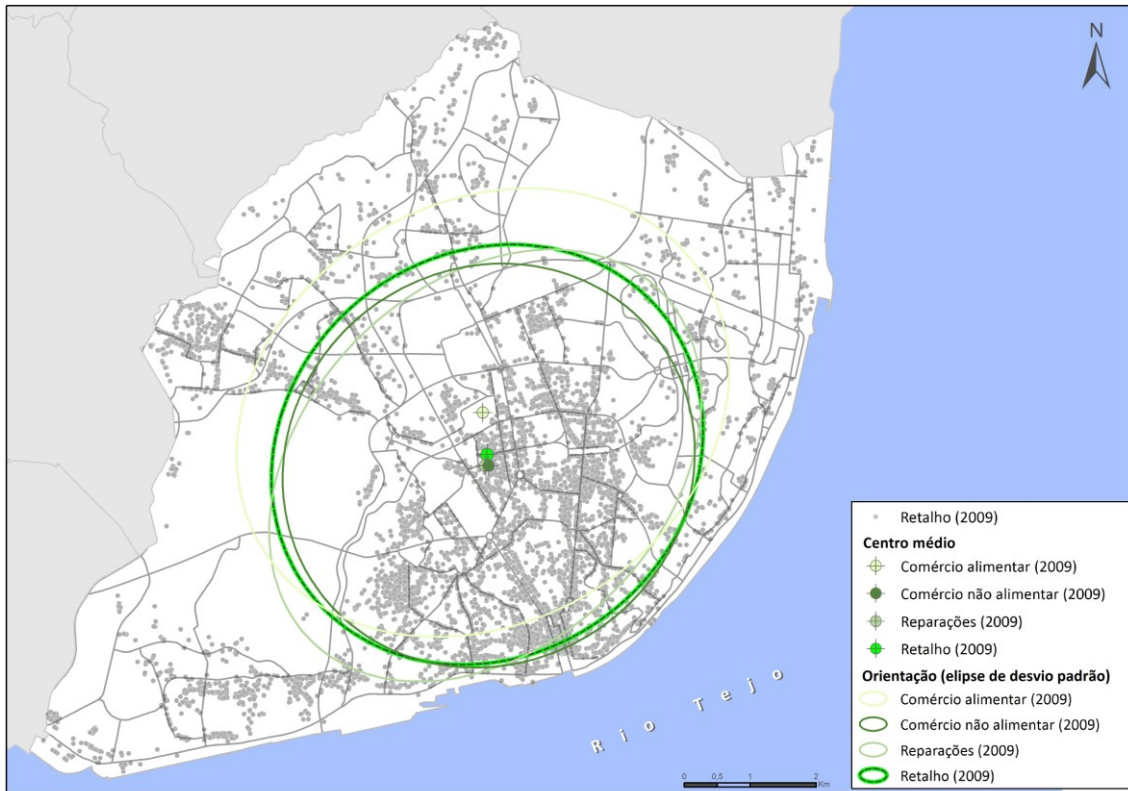 N
Rio Tejo
0 0,5 1 2
Km
Retalho (2009)
Centro médio
Comércio alimentar (2009)
Comércio não alimentar (2009)
Reparações (2009)
Retalho (2009)
Orientação (elipse de desvio padrão)
Comércio alimentar (2009)
Comércio não alimentar (2009)
Reparações (2009)
Retalho (2009)